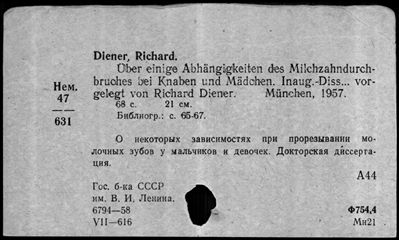 Diener, Richard.
Über einige Abhängigkeiten des Milchzahndurch-
bruches bei Knaben und Mädchen. Inaug.-Diss... vor-
gelegt von Richard Diener. München, 1957.
68 с. 21 см.
Библиогр.: с. 65-67.
Нем.
47
631
О некоторых зависимостях при прорезывании мо-
лочных зубов у мальчиков и девочек. Докторская диссерта-
ция.
А44
Гос. б-ка СССР
им. В. И. Ленина.
6794—58
Ф754,4
VII—616
Мн21